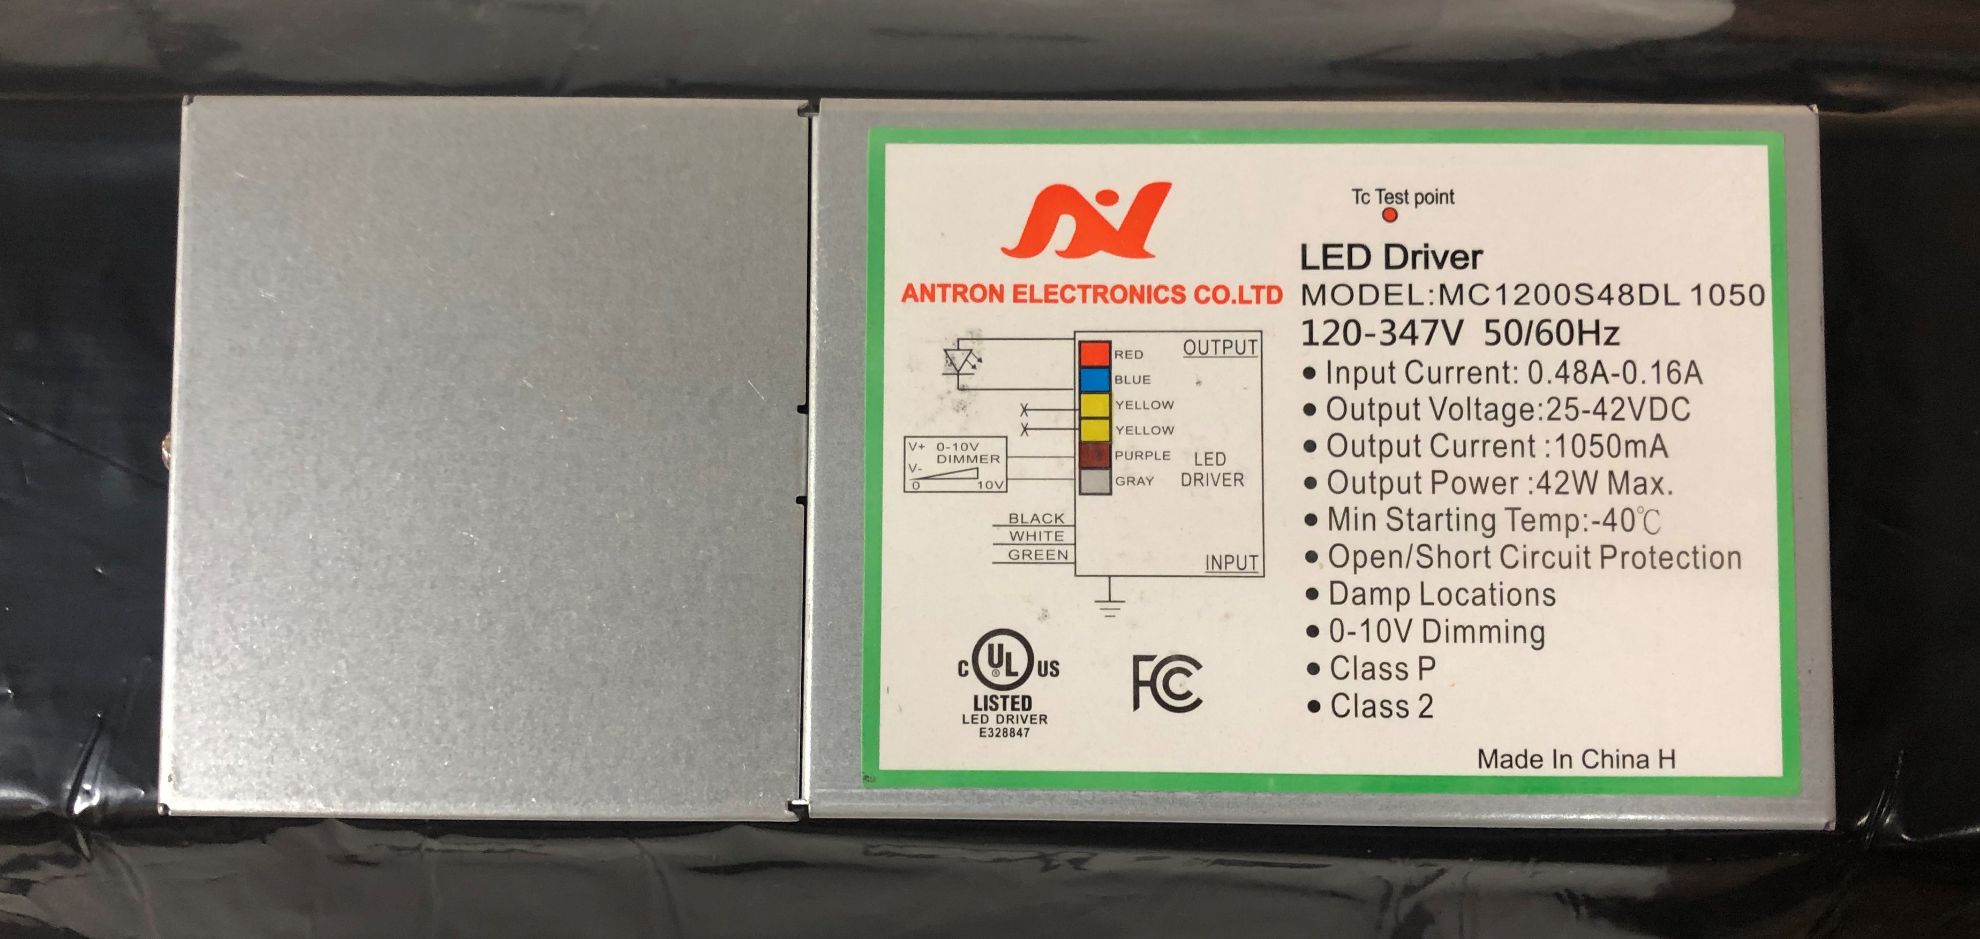 Tc Test point
ANTRON ELECTRONICS CO.LTD
LED Driver
MODEL:MC1200S48DL 1050
120-347V 50/60Hz
• Input Current: 0.48A-0.16A
• Output Voltage:25-42VDC
• Output Current :1050mA
• Output Power :42W Max.
• Min Starting Temp:-40℃
• Open/Short Circuit Protection
• Damp Locations
• 0-10V Dimming
• Class P
• Class 2
OUTPUT
RED
BLUE
YELLOW
YELLOW
PURPLE
GRAY
LED
DRIVER
V+ 0-10V
DIMMER
V-
0 10V
BLACK
WHITE
GREEN
INPUT
C UL US
®
LISTED
LED DRIVER
E328847
FCC
Made In China H